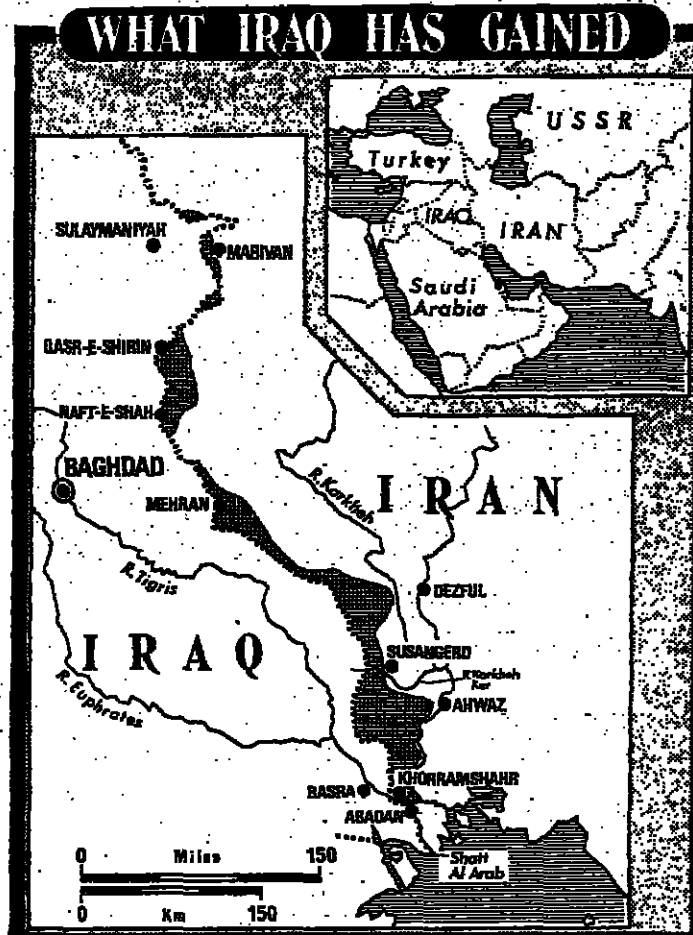 WHAT IRAQ HAS GAINED
USSR
Turkey
IRAQ
IRAN
Saudi
Arabia
SULAYMANIYAH
MARIVAN
QASR-E-SHIRIN
NAFT-E-SHAH
BAGHDAD
MEHRAN
R. Karkheh
IRAN
R. Tigris
DEZFUL
IRAQ
SUSANGERD
R. Karkheh
Kur
AHWAZ
R. Euphrates
BASRA
KHORRAMSHAHR
ABADAN
Shatt
Al Arab
0 Miles 150
0 Km 150